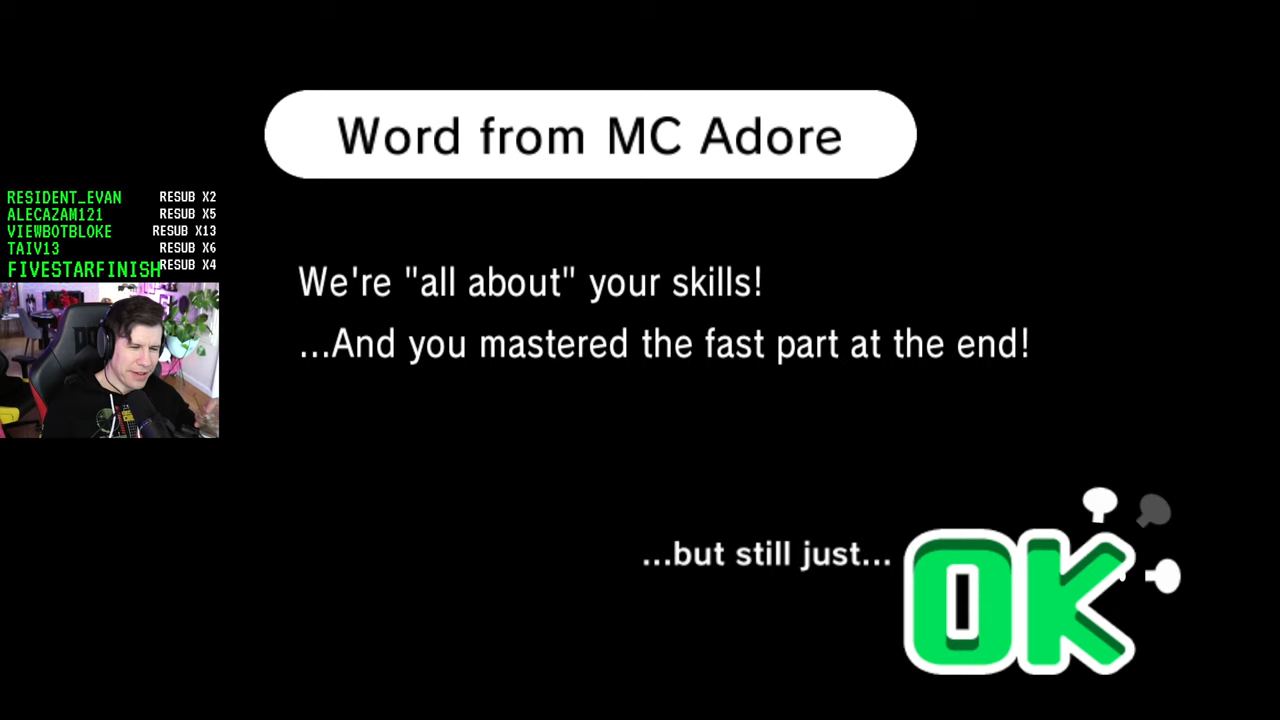 Word from MC Adore
RESIDENT_EVAN RESUB X2
ALECAZAM121 RESUB X5
VIEWBOTBLOKE RESUB X13
TAIV13 RESUB X6
FIVESTARFINISH RESUB X4
We're "all about" your skills!
...And you mastered the fast part at the end!
...but still just... OK